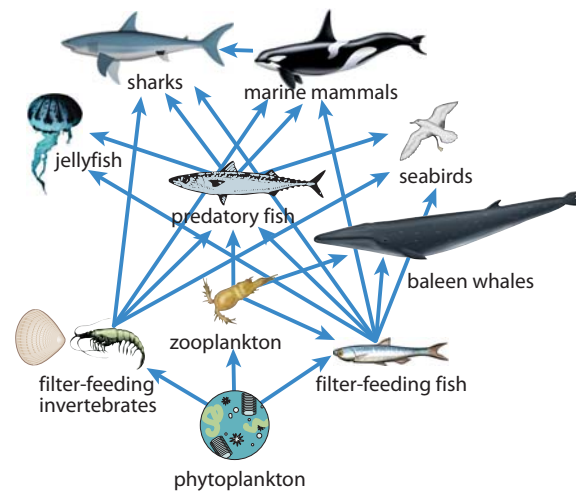 sharks
marine mammals
jellyfish
seabirds
predatory fish
baleen whales
zooplankton
filter-feeding
invertebrates
filter-feeding fish
phytoplankton